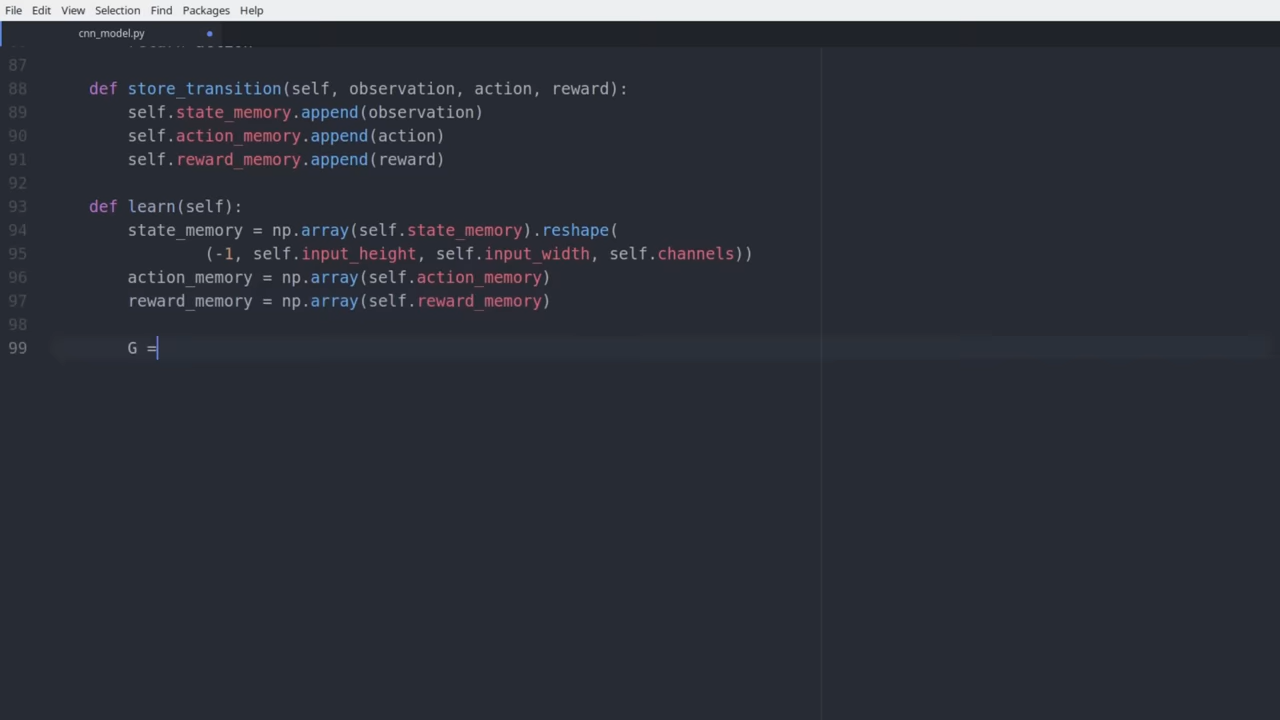 File Edit View Selection Find Packages Help
cnn_model.py
87
88 def store_transition(self, observation, action, reward):
89 self.state_memory.append(observation)
90 self.action_memory.append(action)
91 self.reward_memory.append(reward)
92
93 def learn(self):
94 state_memory = np.array(self.state_memory).reshape(
95 (-1, self.input_height, self.input_width, self.channels))
96 action_memory = np.array(self.action_memory)
97 reward_memory = np.array(self.reward_memory)
98
99 G =